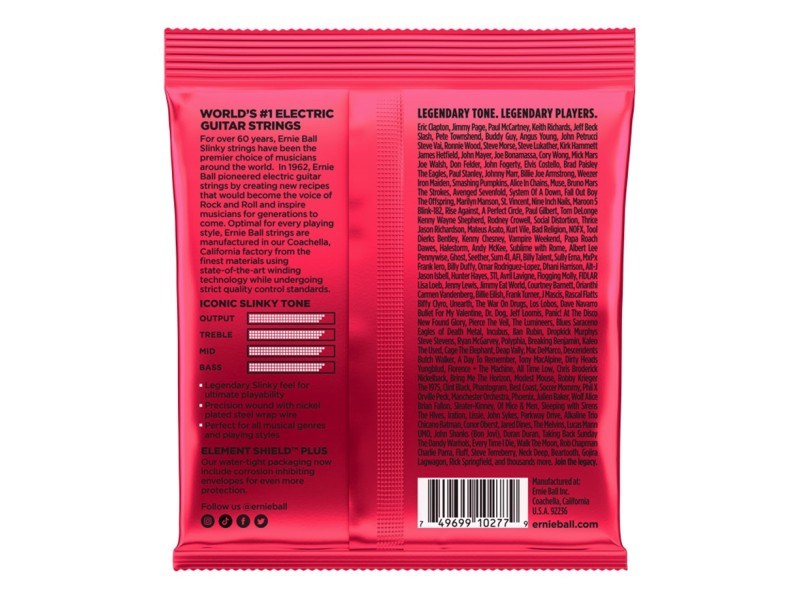 WORLD'S #1 ELECTRIC
GUITAR STRINGS
For over 60 years, Ernie Ball
Slinky strings have been the
premier choice of musicians
around the world. In 1962, Ernie
Ball pioneered electric guitar
strings by creating new recipes
that would become the voice of
Rock and Roll and inspire
musicians for generations to
come. Optimal for every playing
style, Ernie Ball strings are
manufactured in our Coachella,
California factory from the
finest materials using
state-of-the-art winding
technology while undergoing
strict quality control standards.
ICONIC SLINKY TONE
OUTPUT
TREBLE
MID
BASS
Legendary Slinky feel for
ultimate playability
Precision wound with nickel
plated steel wrap wire
Perfect for all musical genres
and playing styles
ELEMENT SHIELD™ PLUS
Our water-tight packaging now
include corrosion inhibiting
envelopes for even more
protection.
Follow us @ernieball
LEGENDARY TONE. LEGENDARY PLAYERS.
Eric Clapton, Jimmy Page, Paul McCartney, Keith Richards, Jeff Beck
Slash, Pete Townshend, Buddy Guy, Angus Young, John Petrucci
Steve Vai, Ronnie Wood, Steve Morse, Steve Lukather, Kirk Hammett
James Hetfield, John Mayer, Joe Bonamassa, Cory Wong, Mick Mars
Joe Walsh, Don Felder, John Fogerty, Elvis Costello, Brad Paisley
The Eagles, Paul Stanley, Johnny Marr, Billie Joe Armstrong, Weezer
Iron Maiden, Smashing Pumpkins, Alice In Chains, Muse, Bruno Mars
The Strokes, Avenged Sevenfold, System Of A Down, Fall Out Boy
The Offspring, Marilyn Manson, St. Vincent, Nine Inch Nails, Maroon 5
Blink-182, Rise Against, A Perfect Circle, Paul Gilbert, Tom DeLonge
Kenny Wayne Shepherd, Rodney Crowell, Social Distortion, Thrice
Jason Richardson, Mateus Asato, Kurt Vile, Bad Religion, NOFX, Tool
Dierks Bentley, Kenny Chesney, Vampire Weekend, Papa Roach
Dawes, Halestorm, Andy McKee, Sublime with Rome, Albert Lee
Pennywise, Ghost, Seether, Sum 41, AFI, Billy Talent, Sully Erna, MxPx
Frank Iero, Billy Duffy, Omar Rodriguez-Lopez, Dhani Harrison, Alt-J
Jason Isbell, Hunter Hayes, 311, Avril Lavigne, Flogging Molly, FIDLAR
Lisa Loeb, Jenny Lewis, Jimmy Eat World, Courtney Barnett, Orianthi
Carmen Vandenberg, Billie Eilish, Frank Turner, J Mascis, Rascal Flatts
Biffy Clyro, Unearth, The War On Drugs, Los Lobos, Dave Navarro
Bullet For My Valentine, Dr. Dog, Jeff Loomis, Panic! At The Disco
New Found Glory, Pierce The Veil, The Lumineers, Blues Saraceno
Eagles of Death Metal, Incubus, Ilan Rubin, Dropkick Murphys
Steve Stevens, Ryan McGarvey, Polyphia, Breaking Benjamin, Kaleo
The Used, Cage The Elephant, Deap Vally, Mac DeMarco, Descendents
Butch Walker, A Day To Remember, Tony MacAlpine, Dirty Heads
Yungblud, Florence + The Machine, All Time Low, Chris Broderick
Nickelback, Bring Me The Horizon, Modest Mouse, Robby Krieger
The 1975, Clint Black, Phantogram, Best Coast, Soccer Mommy, Phil X
Orville Peck, Manchester Orchestra, Phoenix, Julien Baker, Wolf Alice
Brian Fallon, Sleater-Kinney, Of Mice & Men, Sleeping with Sirens
The Hives, Italove, Lissie, John Sykes, Parkway Drive, Alkaline Trio
Chicano Batman, Conor Oberst, Jared Dines, The Melvins, Lucas Mann
UMO, John Shanks (Bon Jovi), Duran Duran, Taking Back Sunday
The Dandy Warhols, Every Time I Die, Walk The Moon, Rob Chapman
Charlie Parra, Fluff, Steve Terreberry, Neck Deep, Beartooth, Gojira
Lagwagon, Rick Springfield, and thousands more. Join the legacy.
7 49699 10277 9
Manufactured at:
Ernie Ball Inc.
Coachella, California
U.S.A. 92236
ernieball.com